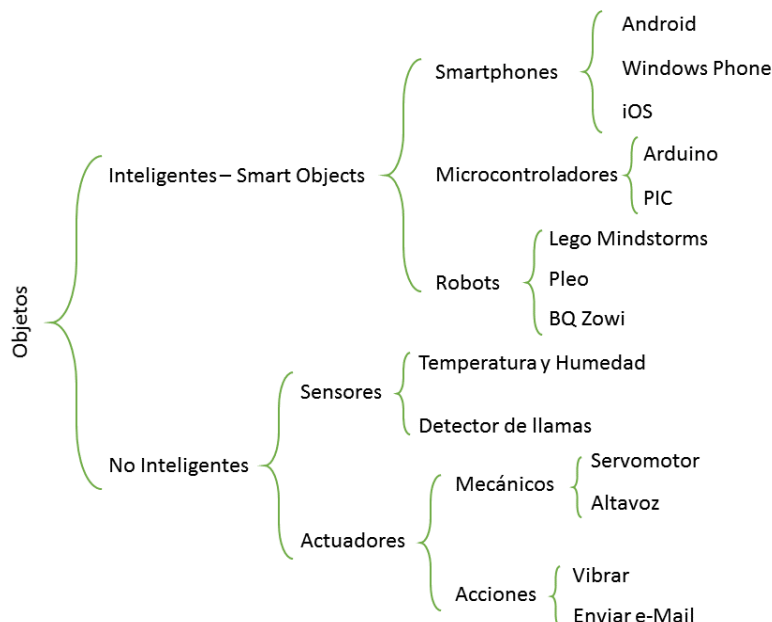 Objetos
Inteligentes – Smart Objects
Smartphones
Android
Windows Phone
iOS
Microcontroladores
Arduino
PIC
Robots
Lego Mindstorms
Pleo
BQ Zowi
No Inteligentes
Sensores
Temperatura y Humedad
Detector de llamas
Actuadores
Mecánicos
Servomotor
Altavoz
Acciones
Vibrar
Enviar e-Mail